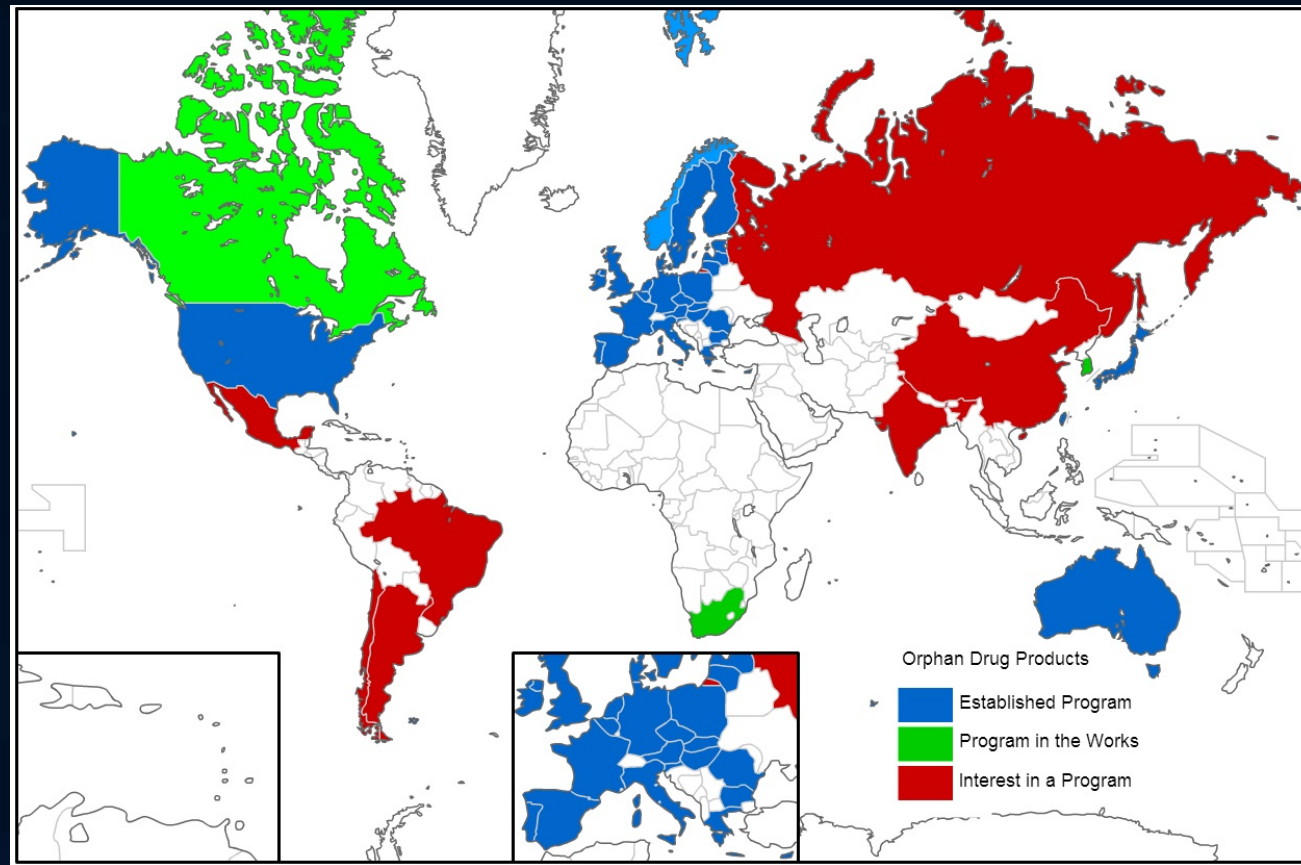 Orphan Drug Products
Established Program
Program in the Works
Interest in a Program